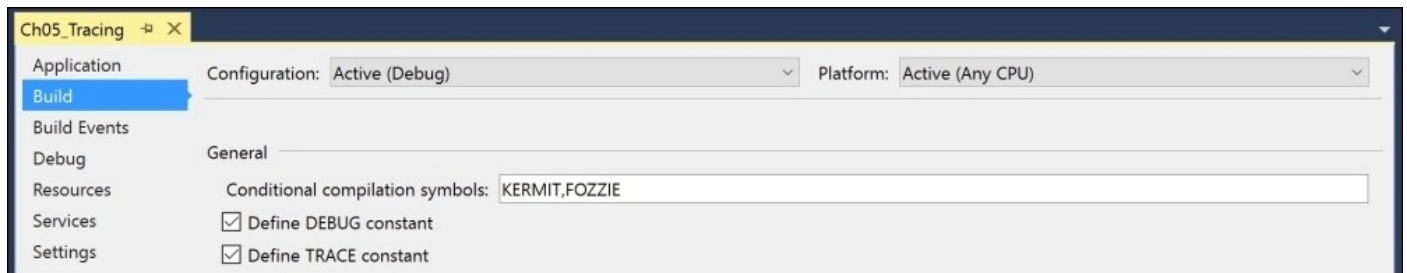 Ch05_Tracing
Application
Configuration: Active (Debug) Platform: Active (Any CPU)
Build
Build Events
General
Debug
Resources
Conditional compilation symbols: KERMIT,FOZZIE
Services
Define DEBUG constant
Settings
Define TRACE constant